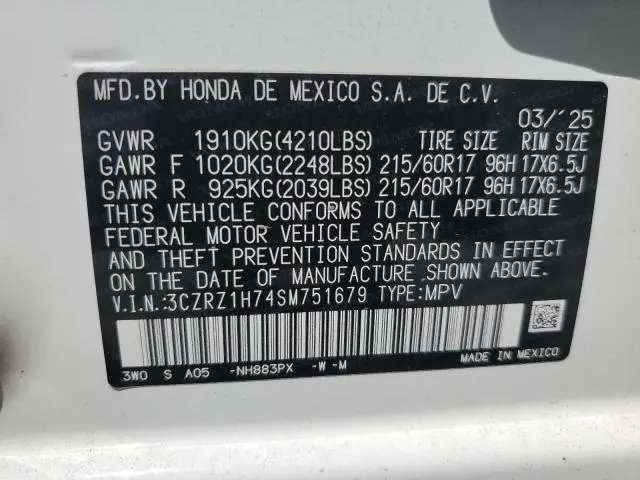 MFD.BY HONDA DE MEXICO S.A. DE C.V.
03/'25
GVWR 1910KG(4210LBS) TIRE SIZE RIM SIZE
GAWR F 1020KG(2248LBS) 215/60R17 96H 17X6.5J
GAWR R 925KG(2039LBS) 215/60R17 96H 17X6.5J
THIS VEHICLE CONFORMS TO ALL APPLICABLE
FEDERAL MOTOR VEHICLE SAFETY
AND THEFT PREVENTION STANDARDS IN EFFECT
ON THE DATE OF MANUFACTURE SHOWN ABOVE.
V.I.N.:3CZRZ1H74SM751679 TYPE:MPV
3W0 S A05 -NH883PX -W -M
MADE IN MEXICO